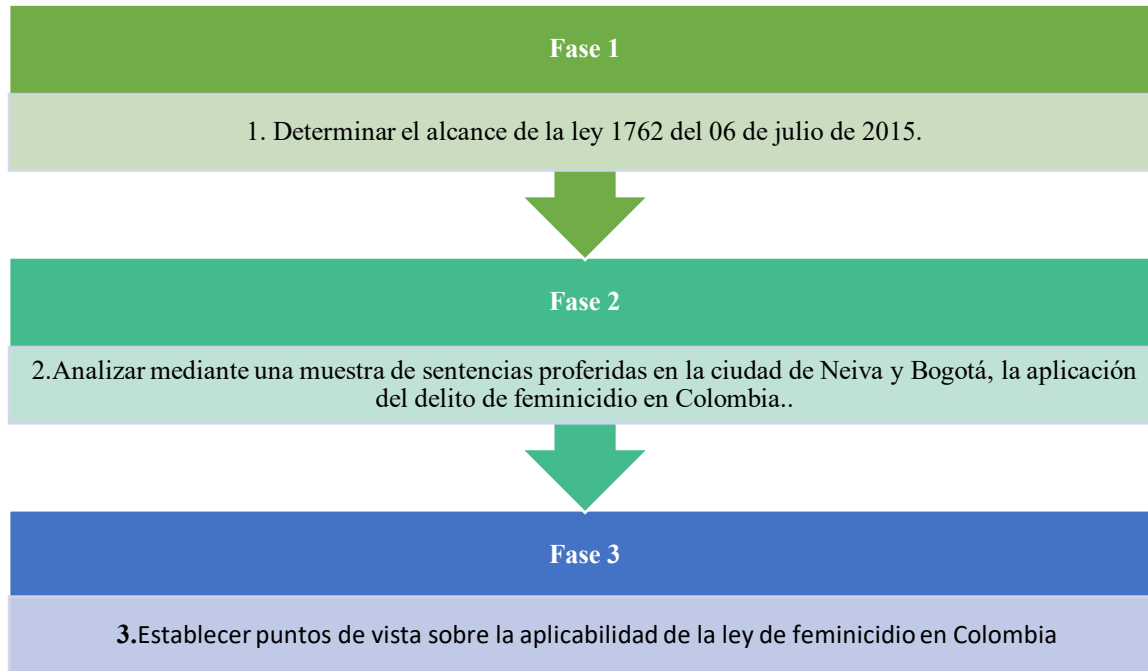 Fase 1
1. Determinar el alcance de la ley 1762 del 06 de julio de 2015.
Fase 2
2.Analizar mediante una muestra de sentencias proferidas en la ciudad de Neiva y Bogotá, la aplicación
del delito de feminicidio en Colombia..
Fase 3
3.Establecer puntos de vista sobre la aplicabilidad de la ley de feminicidio en Colombia